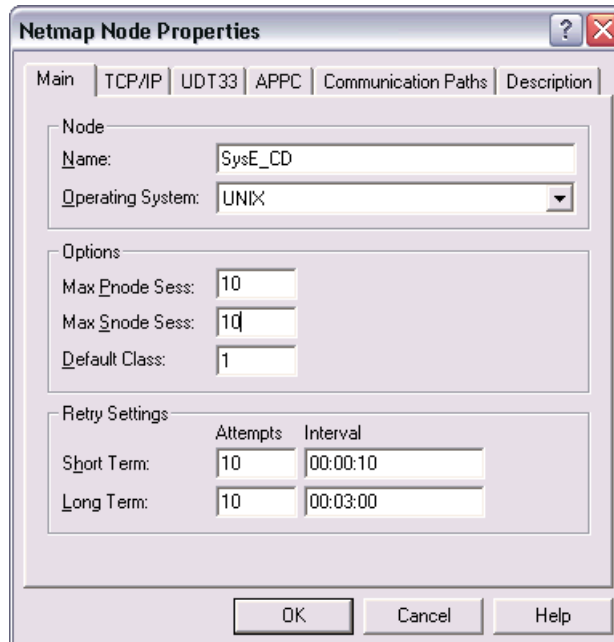 Netmap Node Properties
Main TCP/IP UDT33 APPC Communication Paths Description
Node
Name: SysE_CD
Operating System: UNIX
Options
Max Pnode Sess: 10
Max Snode Sess: 10
Default Class: 1
Retry Settings
Attempts Interval
Short Term: 10 00:00:10
Long Term: 10 00:03:00
OK Cancel Help